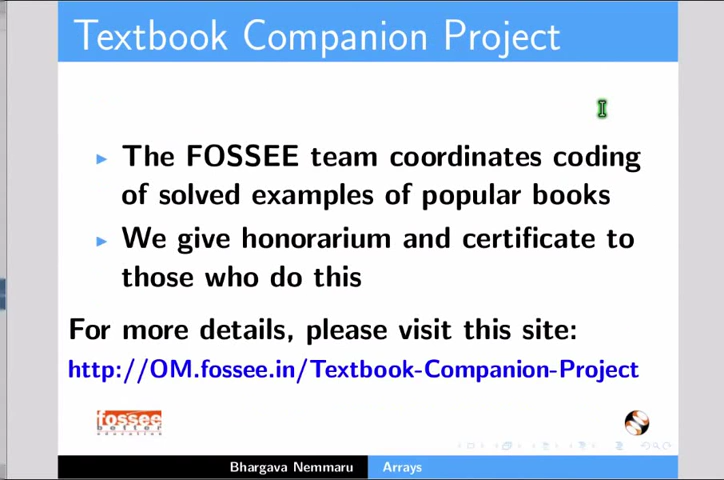 Textbook Companion Project
The FOSSEE team coordinates coding
of solved examples of popular books
We give honorarium and certificate to
those who do this
For more details, please visit this site:
http://OM.fossee.in/Textbook-Companion-Project
fossee
better
education
Bhargava Nemmaru Arrays